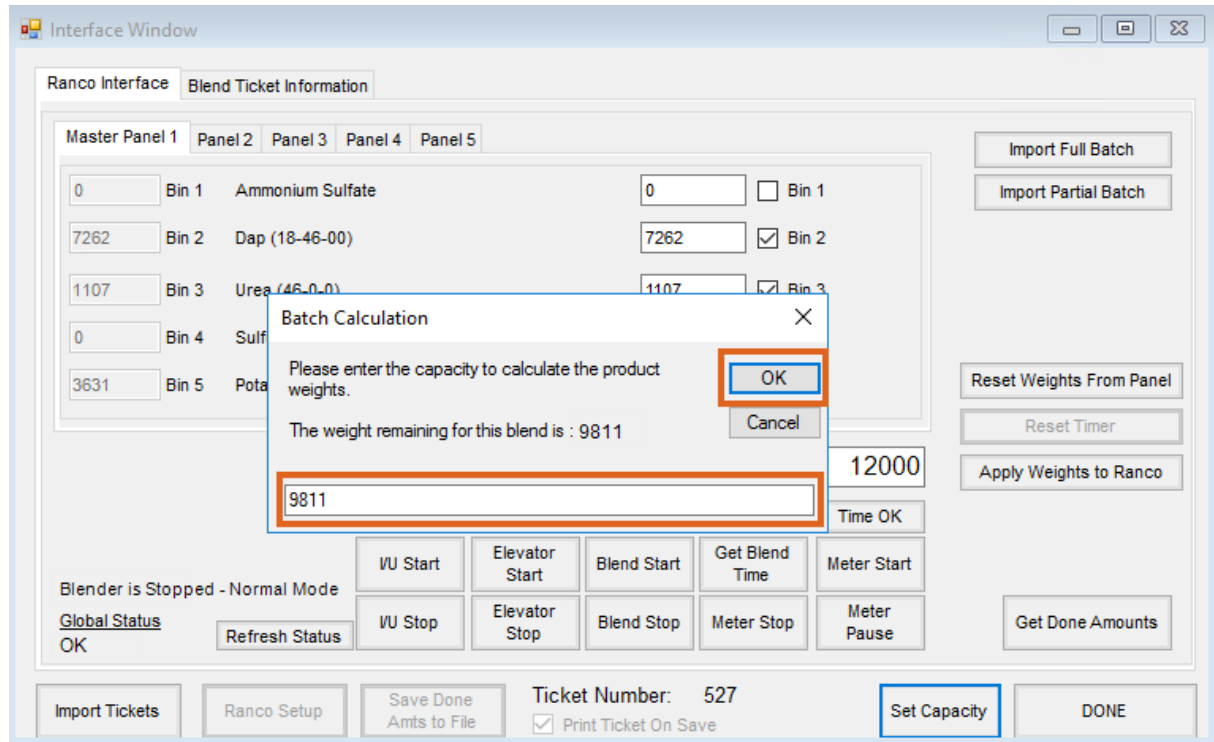 Interface Window
Ranco Interface Blend Ticket Information
Master Panel 1 Panel 2 Panel 3 Panel 4 Panel 5
Import Full Batch
0 Bin 1 Ammonium Sulfate 0 Bin 1
Import Partial Batch
7262 Bin 2 Dap (18-46-00) 7262 Bin 2
1107 Bin 3 Urea (46-0-0) 1107 Bin 3
Batch Calculation
0 Bin 4 Sulf
Please enter the capacity to calculate the product
weights.
OK
3631 Bin 5 Pota
Reset Weights From Panel
The weight remaining for this blend is : 9811
Cancel
Reset Timer
12000
Apply Weights to Ranco
9811
Time OK
I/U Start Elevator Start Blend Start Get Blend Time Meter Start
Blender is Stopped - Normal Mode
Global Status
OK
Refresh Status
I/U Stop Elevator Stop Blend Stop Meter Stop Meter Pause
Get Done Amounts
Import Tickets Ranco Setup Save Done Amts to File
Ticket Number: 527
Print Ticket On Save
Set Capacity DONE